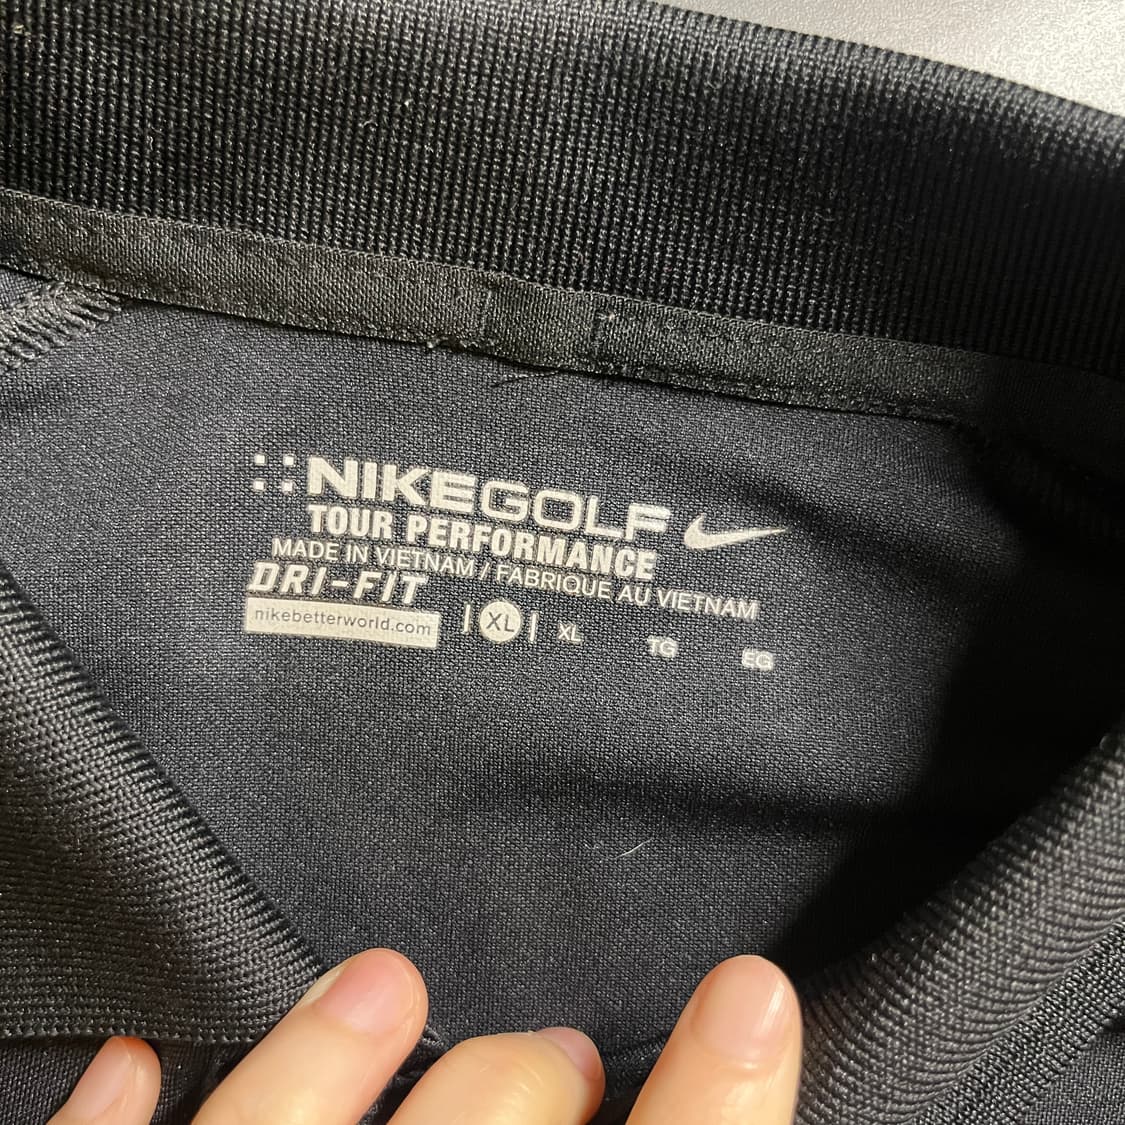 NIKEGOLF
TOUR PERFORMANCE
MADE IN VIETNAM / FABRIQUE AU VIETNAM
DRI-FIT
nikebetterworld.com | XL | XL TG EG